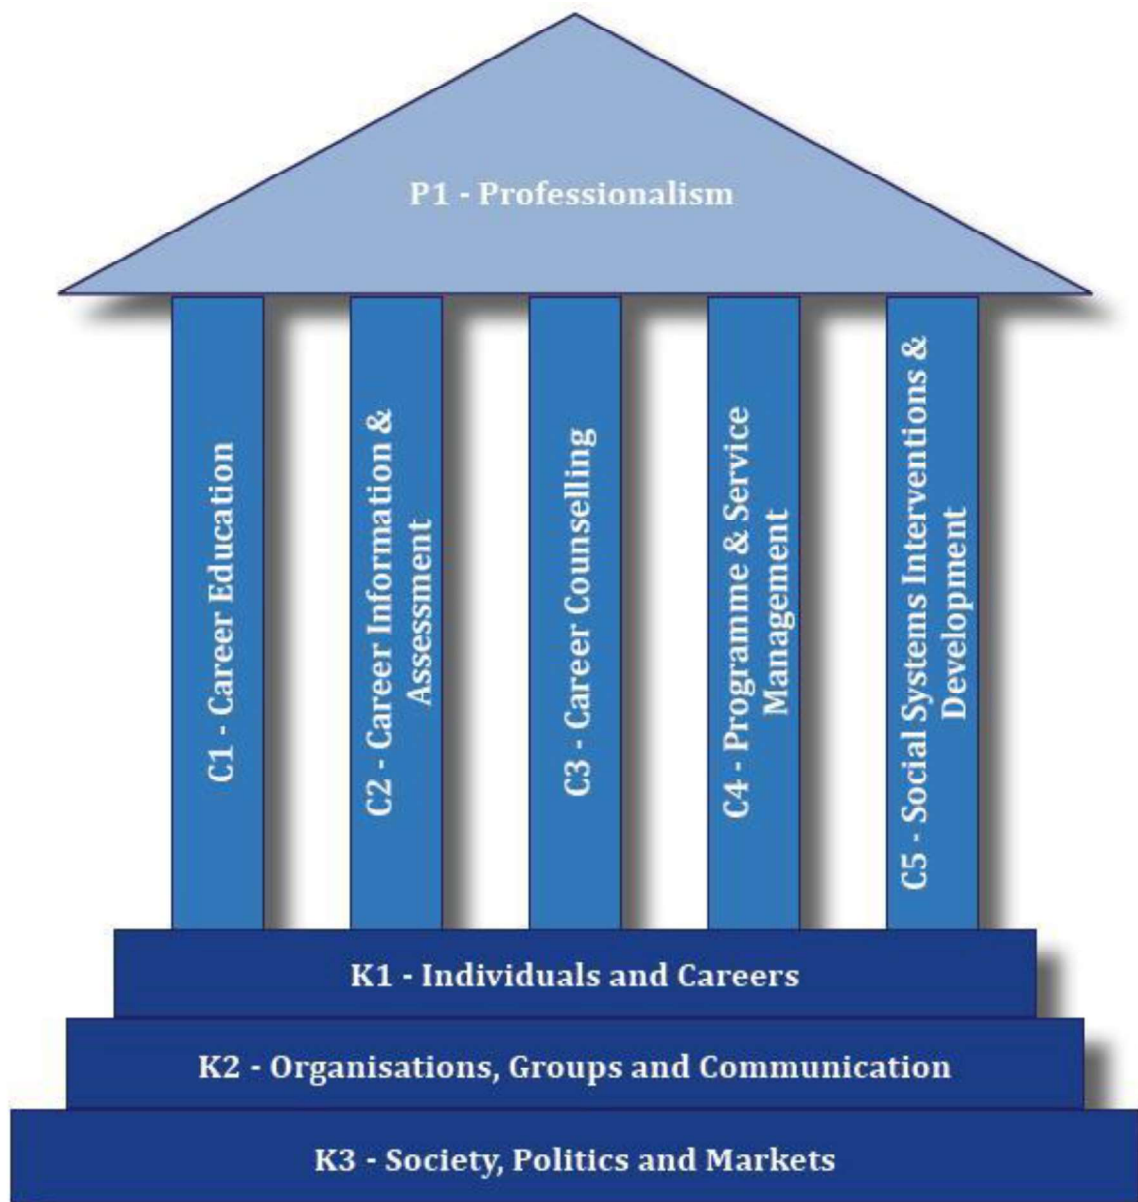 P1 - Professionalism
C1 - Career Education
C2 - Career Information &
Assessment
C3 - Career Counselling
C4 - Programme & Service
Management
C5 - Social Systems Interventions &
Development
K1 - Individuals and Careers
K2 - Organisations, Groups and Communication
K3 - Society, Politics and Markets